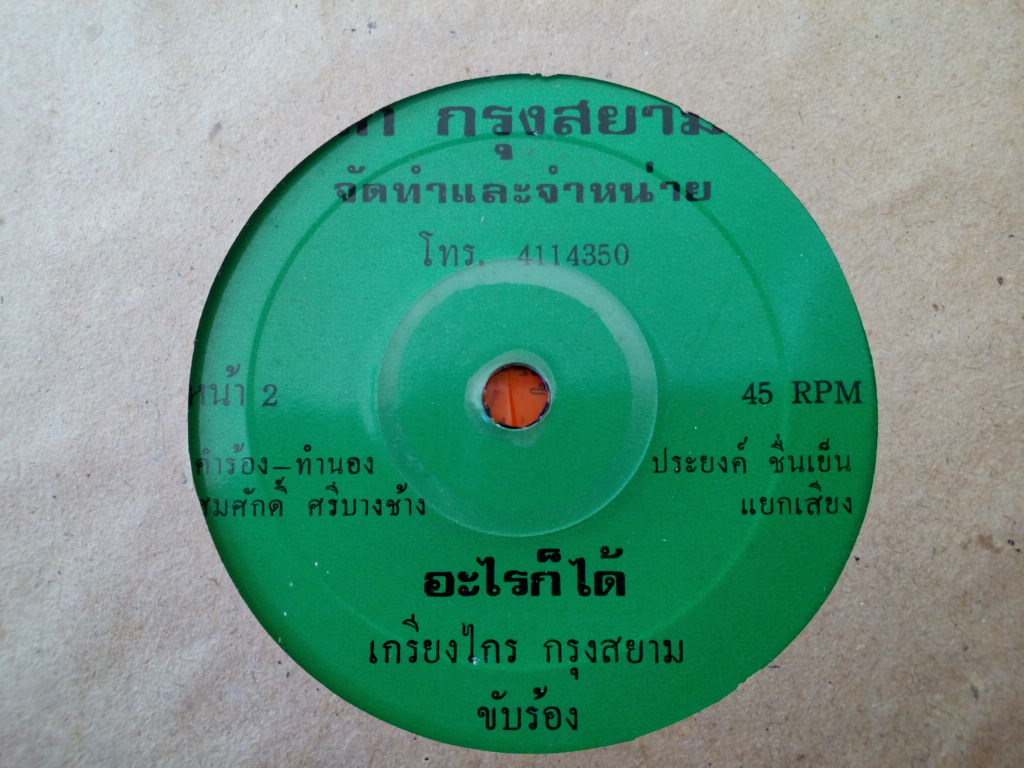 กรุงสยาม
จัดทำและจำหน่าย
โทร. 4114350
หน้า 2
45 RPM
คำร้อง-ทำนอง
ประยงค์ ชื่นเย็น
สมศักดิ์ ศรีบางช้าง
แยกเสียง
อะไรก็ได้
เกรียงไกร กรุงสยาม
ขับร้อง